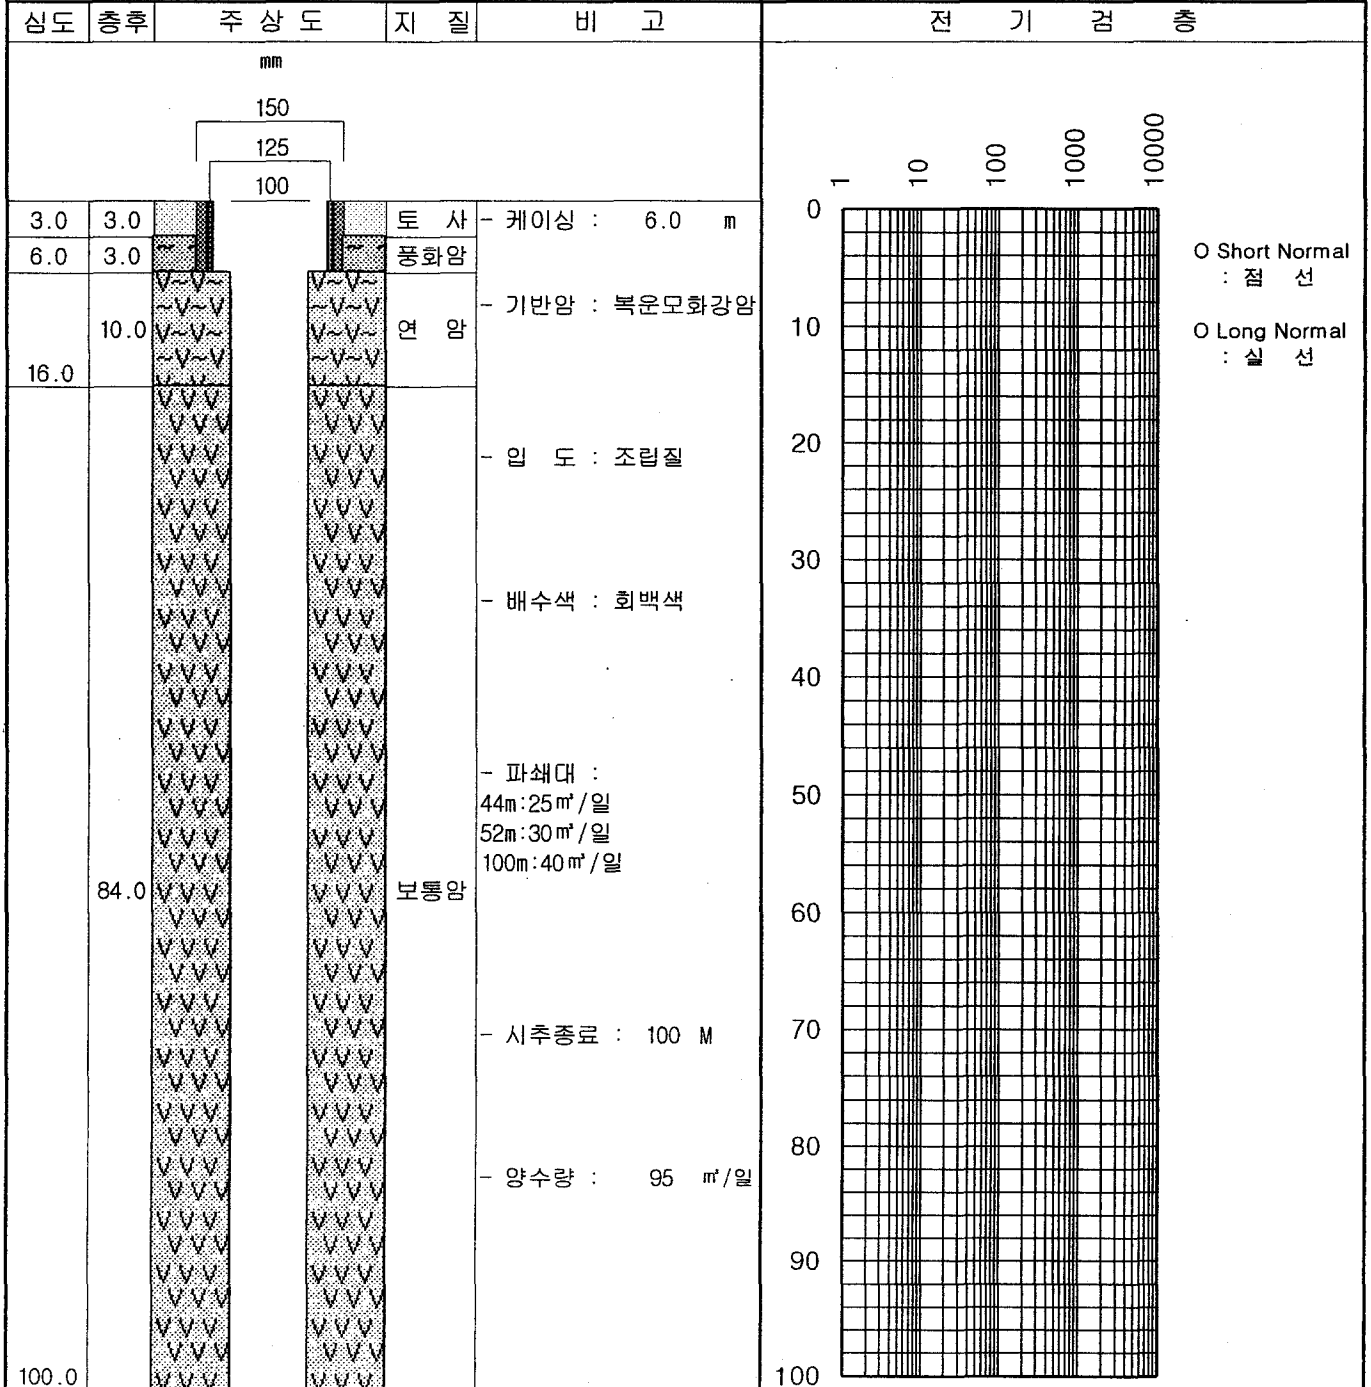 심도 층후 주 상 도 지 질 비 고 전 기 검 층
mm
150
125
100
3.0 3.0 토 사 - 케이싱 : 6.0 m
6.0 3.0 풍화암
- 기반암 : 복운모화강암
10.0 연 암
16.0
- 입 도 : 조립질
- 배수색 : 회백색
- 파쇄대 :
44m:25㎥/일
52m:30㎥/일
100m:40㎥/일
84.0 보통암
- 시추종료 : 100 M
- 양수량 : 95 ㎥/일
100.0
1 10 100 1000 10000
0
10
20
30
40
50
60
70
80
90
100
O Short Normal
: 점 선
O Long Normal
: 실 선